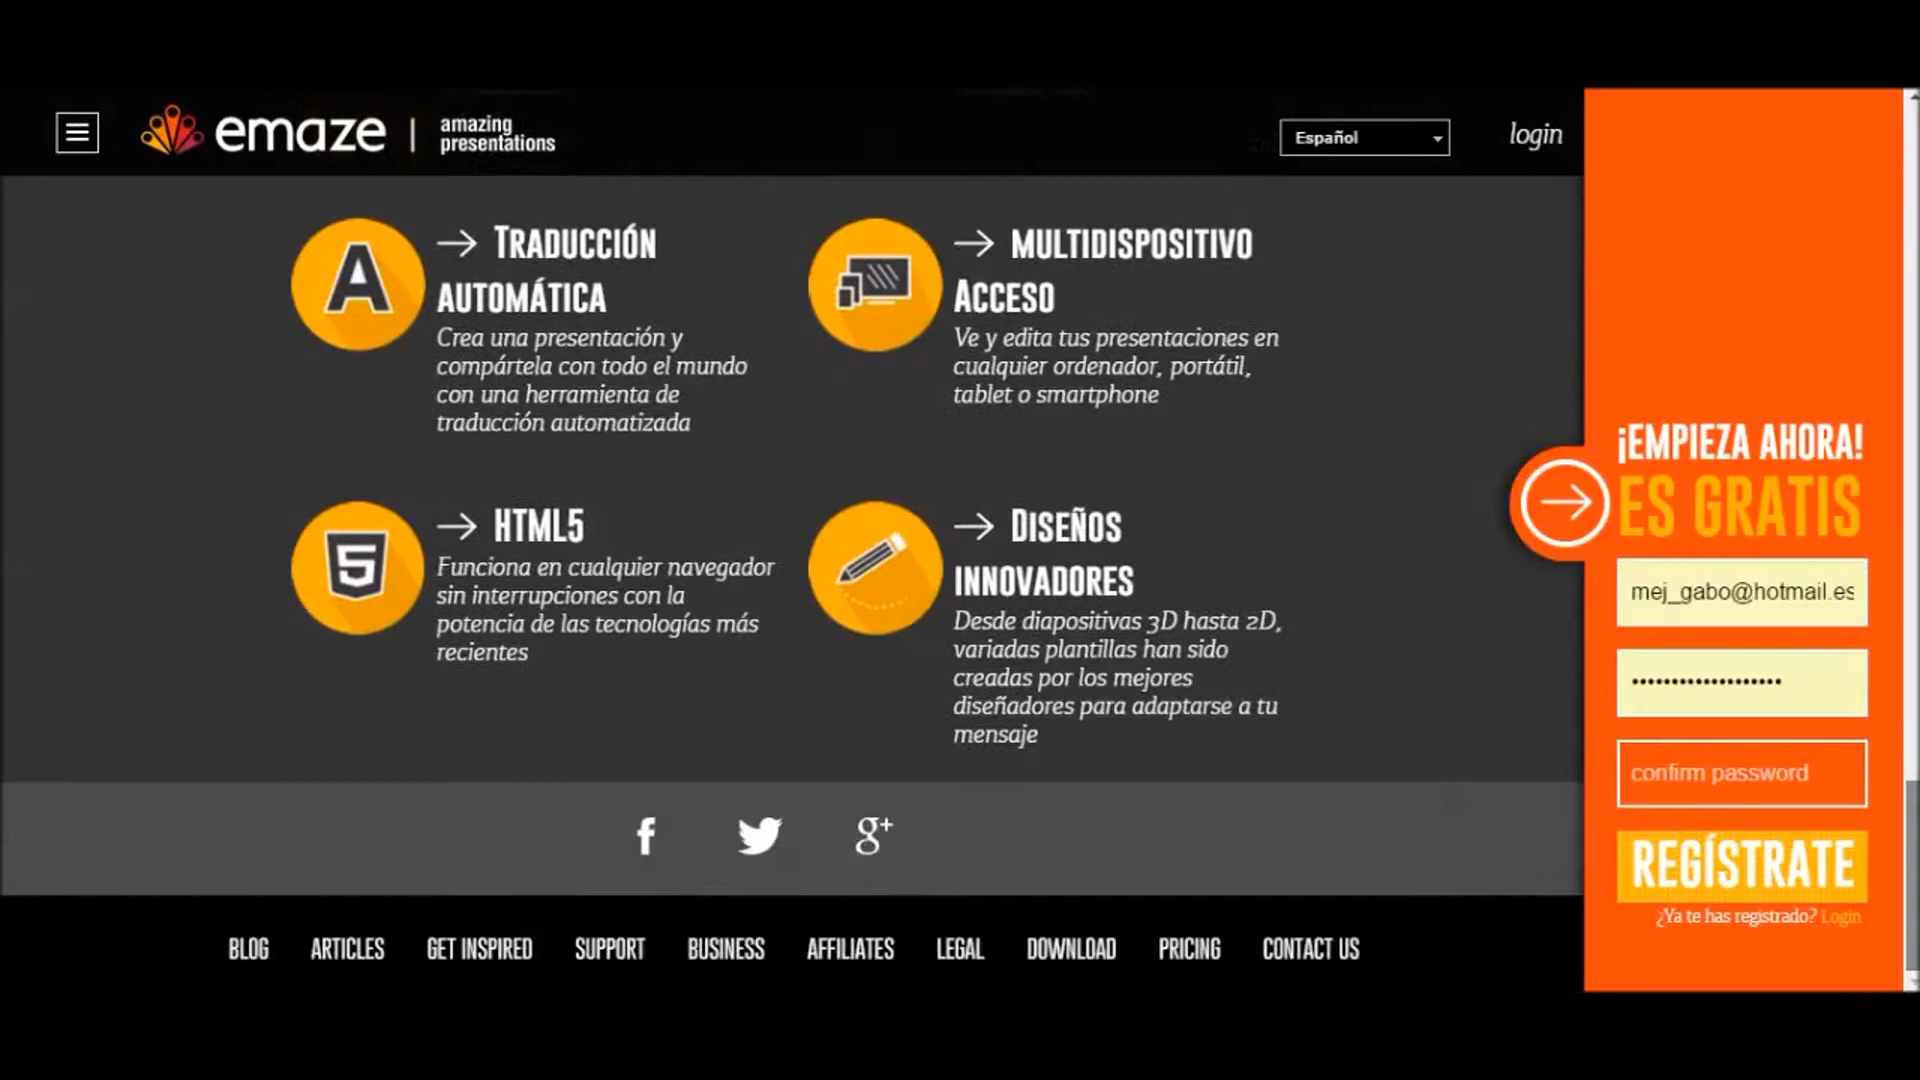 emaze | amazing
presentations
Español
login
A
→ TRADUCCIÓN
AUTOMÁTICA
Crea una presentación y
compártela con todo el mundo
con una herramienta de
traducción automatizada
→ MULTIDISPOSITIVO
ACCESO
Ve y edita tus presentaciones en
cualquier ordenador, portátil,
tablet o smartphone
5
→ HTML5
Funciona en cualquier navegador
sin interrupciones con la
potencia de las tecnologías más
recientes
→ DISEÑOS
INNOVADORES
Desde diapositivas 3D hasta 2D,
variadas plantillas han sido
creadas por los mejores
diseñadores para adaptarse a tu
mensaje
¡EMPIEZA AHORA!
ES GRATIS
mej_gabo@hotmail.es
•••••••••••••••••••
confirm password
REGÍSTRATE
¿Ya te has registrado? Login
f
g+
BLOG ARTICLES GET INSPIRED SUPPORT BUSINESS AFFILIATES LEGAL DOWNLOAD PRICING CONTACT US